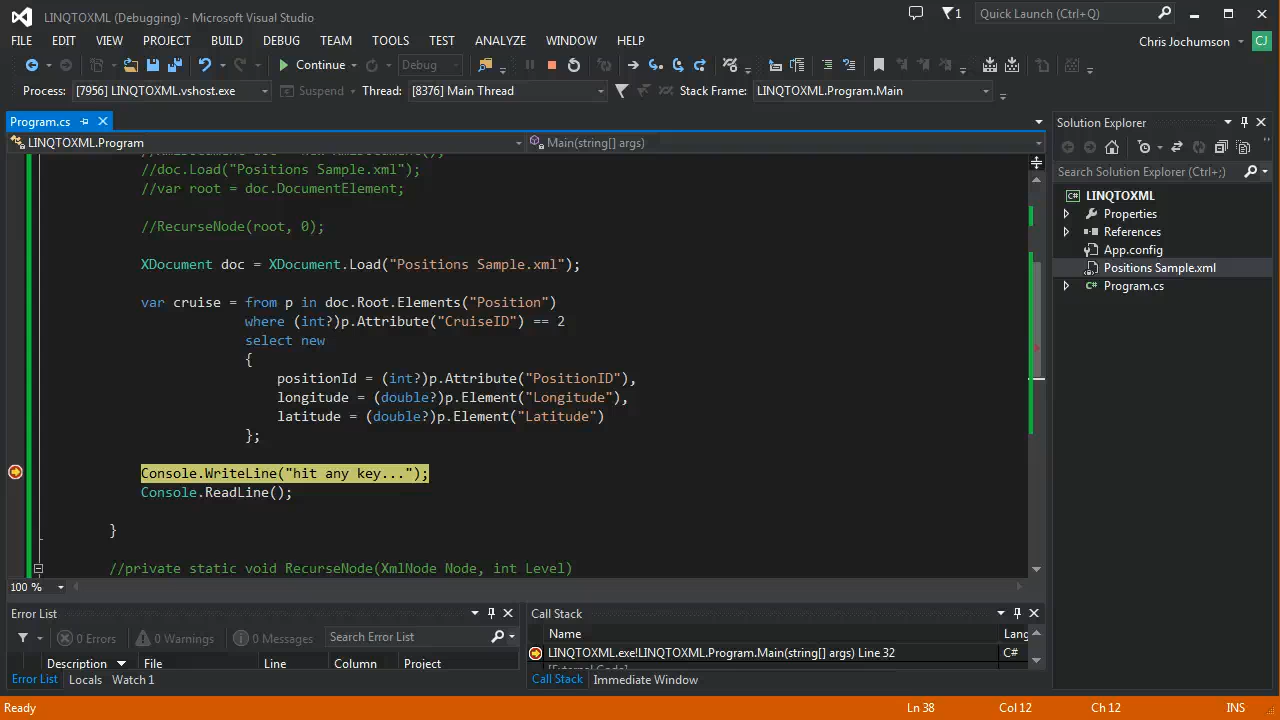 LINQTOXML (Debugging) - Microsoft Visual Studio
1
Quick Launch (Ctrl+Q)
FILE EDIT VIEW PROJECT BUILD DEBUG TEAM TOOLS TEST ANALYZE WINDOW HELP
Chris Jochumson
CJ
Continue
Debug
Process: [7956] LINQTOXML.vshost.exe Suspend Thread: [8376] Main Thread Stack Frame: LINQTOXML.Program.Main
Program.cs
LINQTOXML.Program
Main(string[] args)
//doc.Load("Positions Sample.xml");
//var root = doc.DocumentElement;
//RecurseNode(root, 0);
XDocument doc = XDocument.Load("Positions Sample.xml");
var cruise = from p in doc.Root.Elements("Position")
where (int?)p.Attribute("CruiseID") == 2
select new
{
positionId = (int?)p.Attribute("PositionID"),
longitude = (double?)p.Element("Longitude"),
latitude = (double?)p.Element("Latitude")
};
Console.WriteLine("hit any key...");
Console.ReadLine();
}
//private static void RecurseNode(XmlNode Node, int Level)
100 %
Solution Explorer
Search Solution Explorer (Ctrl+;)
LINQTOXML
Properties
References
App.config
Positions Sample.xml
Program.cs
Error List
0 Errors 0 Warnings 0 Messages Search Error List
Description File Line Column Project
Error List Locals Watch 1
Call Stack
Name Lang
LINQTOXML.exe!LINQTOXML.Program.Main(string[] args) Line 32 C#
[External Code]
Call Stack Immediate Window
Ready Ln 38 Col 12 Ch 12 INS